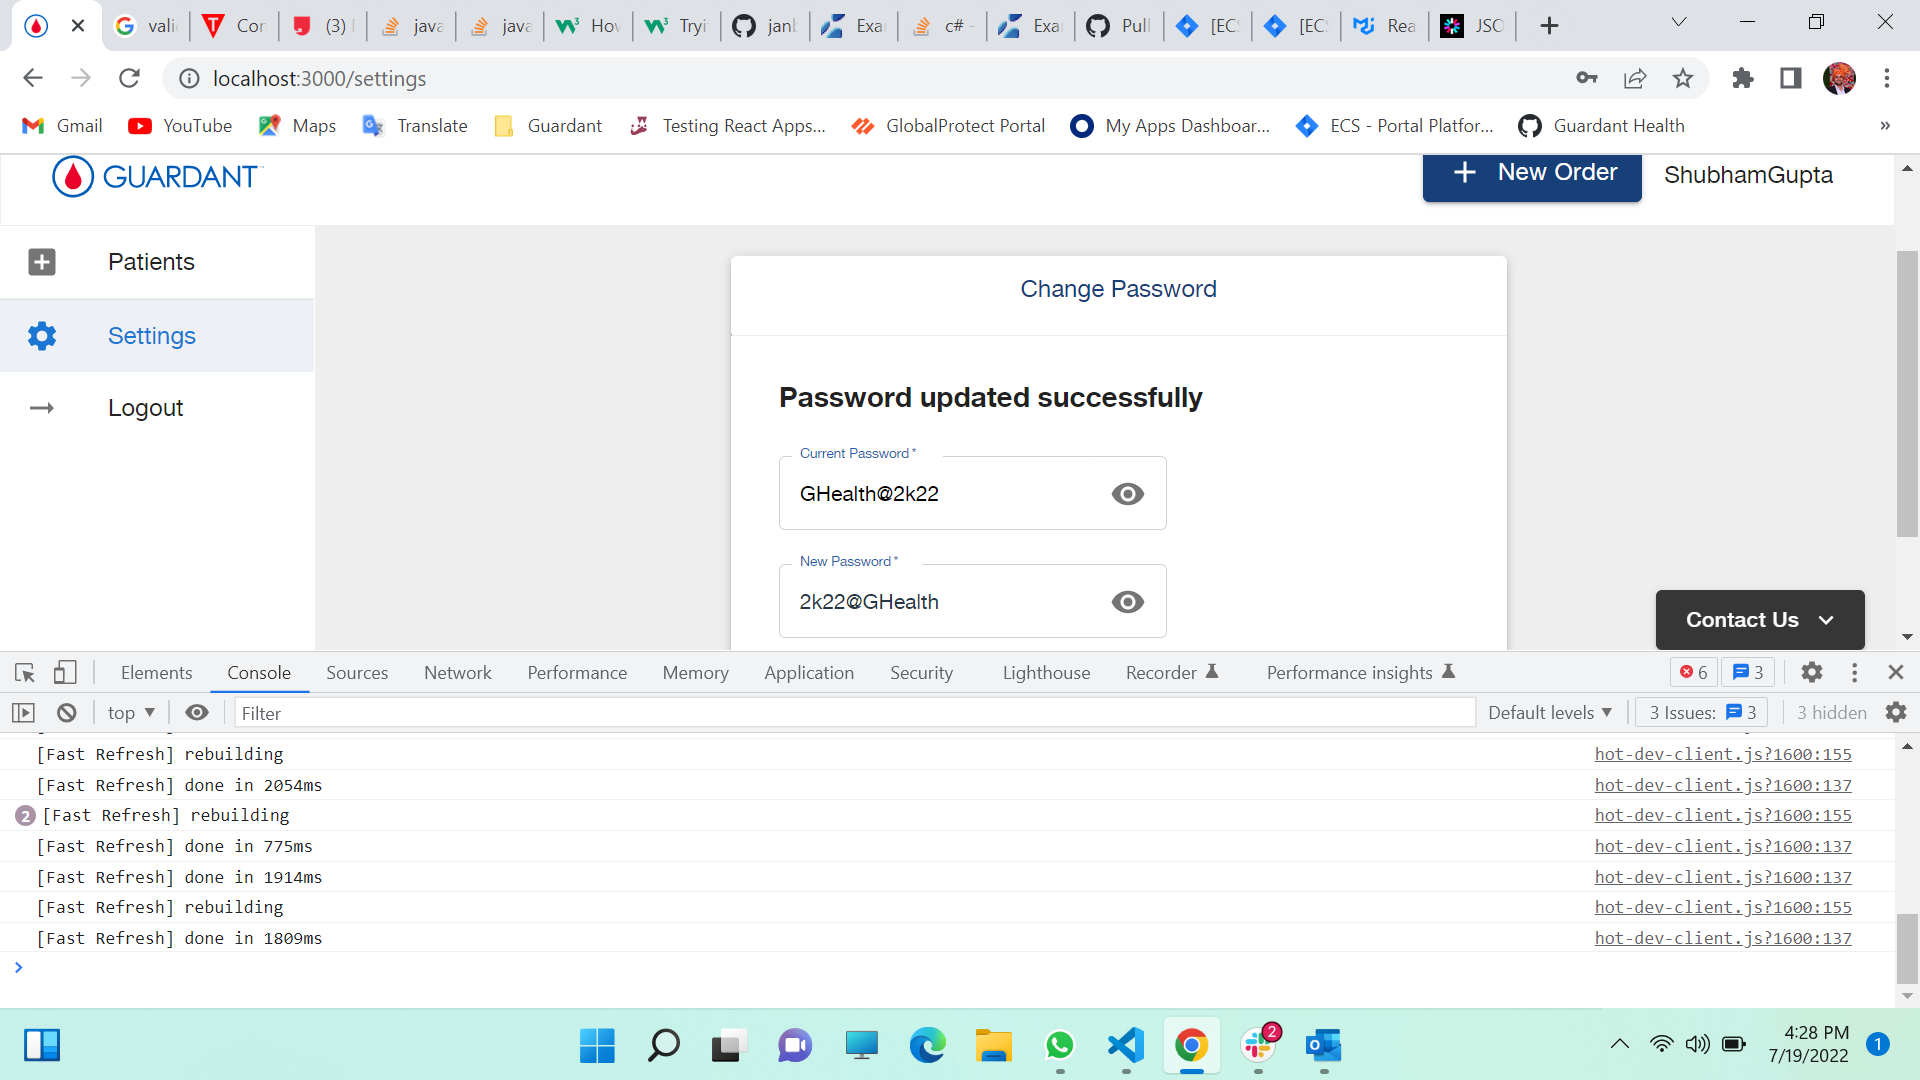 vali
Cor
(3)
java
java
How
Tryi
janb
Exar
c# -
Exa
Pull
[ECS
[ECS
Rea
JSO
localhost:3000/settings
Gmail
YouTube
Maps
Translate
Guardant
Testing React Apps...
GlobalProtect Portal
My Apps Dashboar...
ECS - Portal Platfor...
Guardant Health
»
GUARDANT
New Order
ShubhamGupta
Patients
Settings
Logout
Change Password
Password updated successfully
Current Password *
GHealth@2k22
New Password *
2k22@GHealth
Contact Us
Elements
Console
Sources
Network
Performance
Memory
Application
Security
Lighthouse
Recorder
Performance insights
6
3
top
Filter
Default levels
3 Issues: 3
3 hidden
[Fast Refresh] rebuilding hot-dev-client.js?1600:155
[Fast Refresh] done in 2054ms hot-dev-client.js?1600:137
2 [Fast Refresh] rebuilding hot-dev-client.js?1600:155
[Fast Refresh] done in 775ms hot-dev-client.js?1600:137
[Fast Refresh] done in 1914ms hot-dev-client.js?1600:137
[Fast Refresh] rebuilding hot-dev-client.js?1600:155
[Fast Refresh] done in 1809ms hot-dev-client.js?1600:137
2
4:28 PM
7/19/2022
1